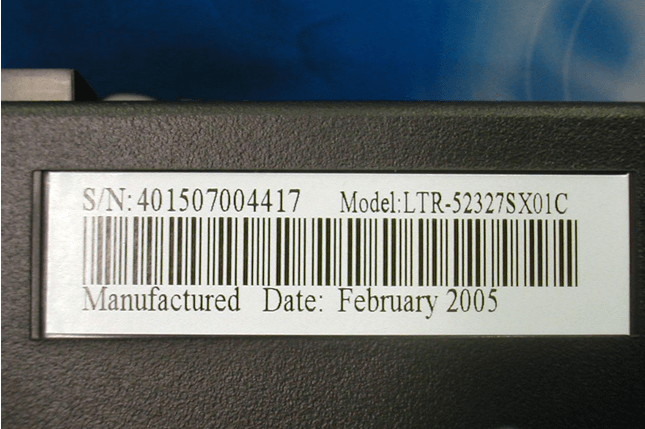 S/N: 401507004417 Model:LTR-52327SX01C
Manufactured Date: February 2005